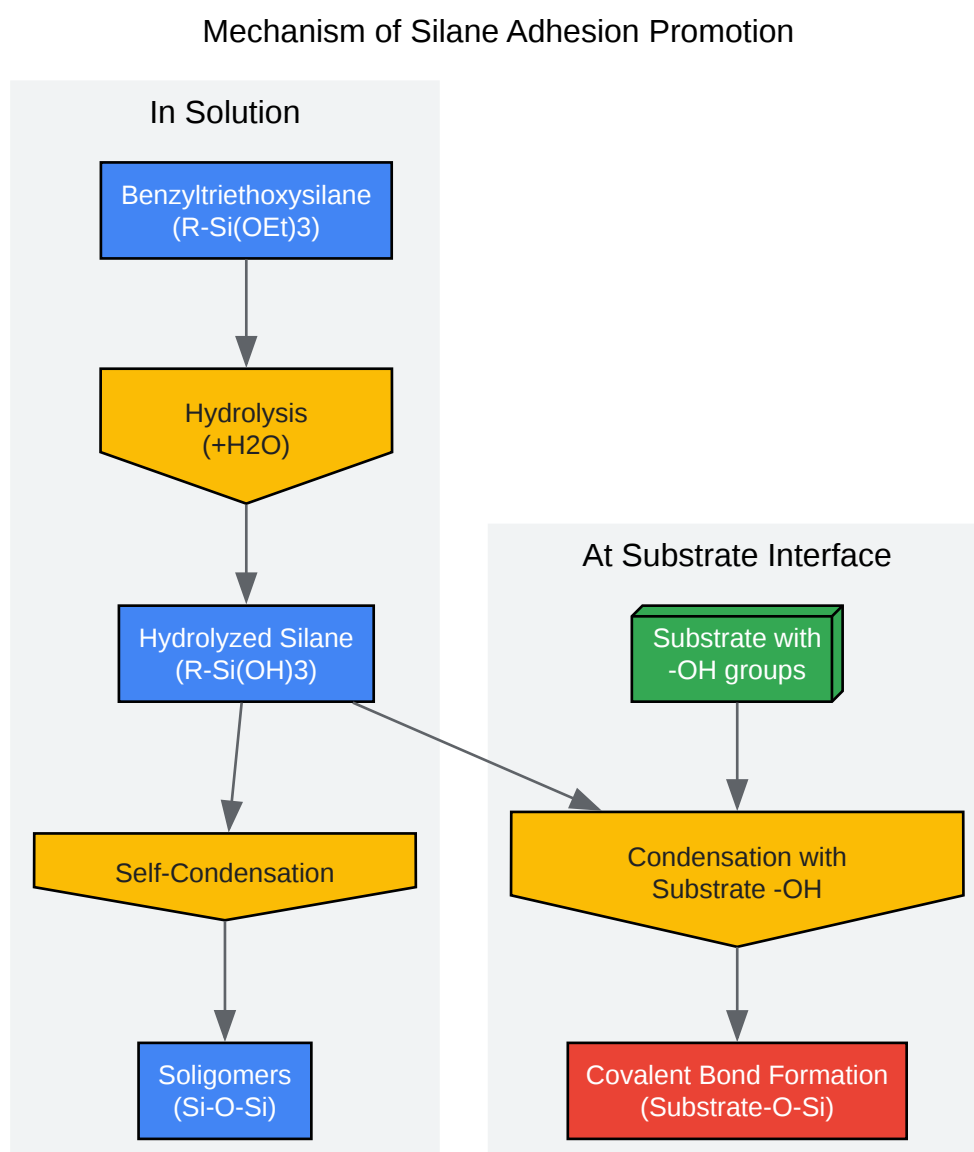 Mechanism of Silane Adhesion Promotion
In Solution
Benzyltriethoxysilane
(R-Si(OEt)3)
Hydrolysis
(+H2O)
At Substrate Interface
Hydrolyzed Silane
(R-Si(OH)3)
Substrate with
-OH groups
Self-Condensation
Condensation with
Substrate -OH
Soligomers
(Si-O-Si)
Covalent Bond Formation
(Substrate-O-Si)